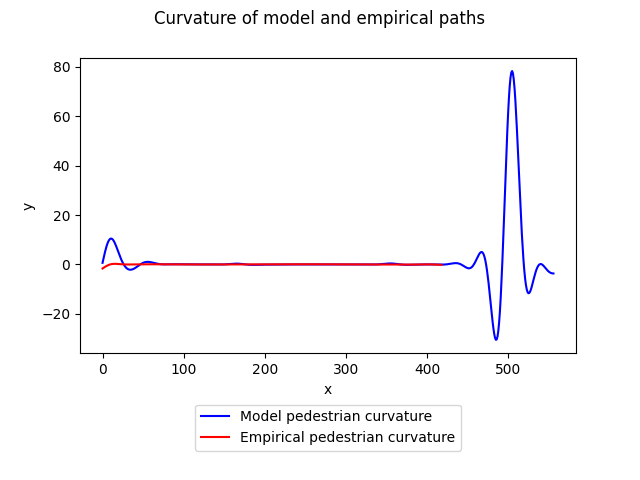 Curvature of model and empirical paths
80
60
40
20
0
−20
y
0 100 200 300 400 500
x
Model pedestrian curvature
Empirical pedestrian curvature